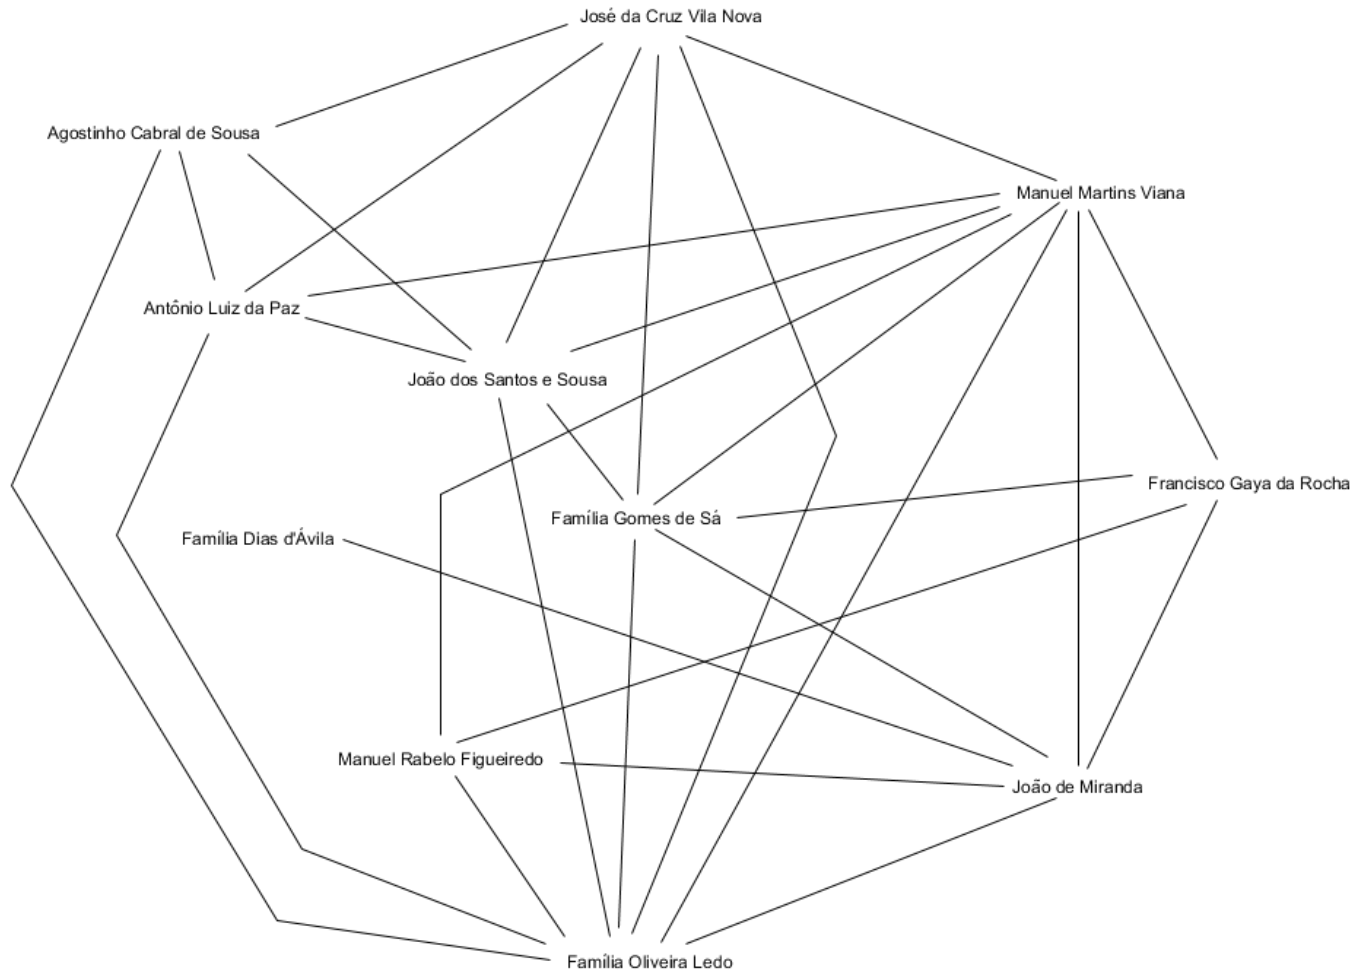 José da Cruz Vila Nova
Agostinho Cabral de Sousa
Manuel Martins Viana
Antônio Luiz da Paz
João dos Santos e Sousa
Francisco Gaya da Rocha
Família Gomes de Sá
Família Dias d'Ávila
Manuel Rabelo Figueiredo
João de Miranda
Família Oliveira Ledo